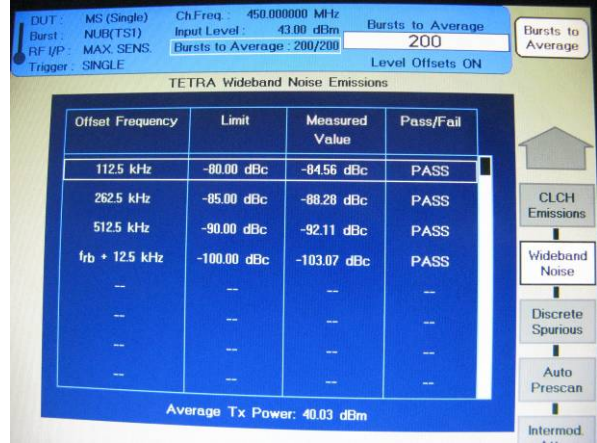 DUT : MS (Single) Ch.Freq. : 450.000000 MHz Bursts to Average
Burst : NUB(TS1) Input Level : 43.00 dBm 200
RF I/P : MAX. SENS. Bursts to Average : 200/200
Trigger : SINGLE Level Offsets ON
Bursts to
Average
TETRA Wideband Noise Emissions
Offset Frequency Limit Measured Value Pass/Fail
112.5 kHz -80.00 dBc -84.56 dBc PASS
262.5 kHz -85.00 dBc -88.28 dBc PASS
512.5 kHz -90.00 dBc -92.11 dBc PASS
frb + 12.5 kHz -100.00 dBc -103.07 dBc PASS
-- -- -- --
-- -- -- --
-- -- -- --
-- -- -- --
Average Tx Power: 40.03 dBm
CLCH
Emissions
Wideband
Noise
Discrete
Spurious
Auto
Prescan
Intermod.